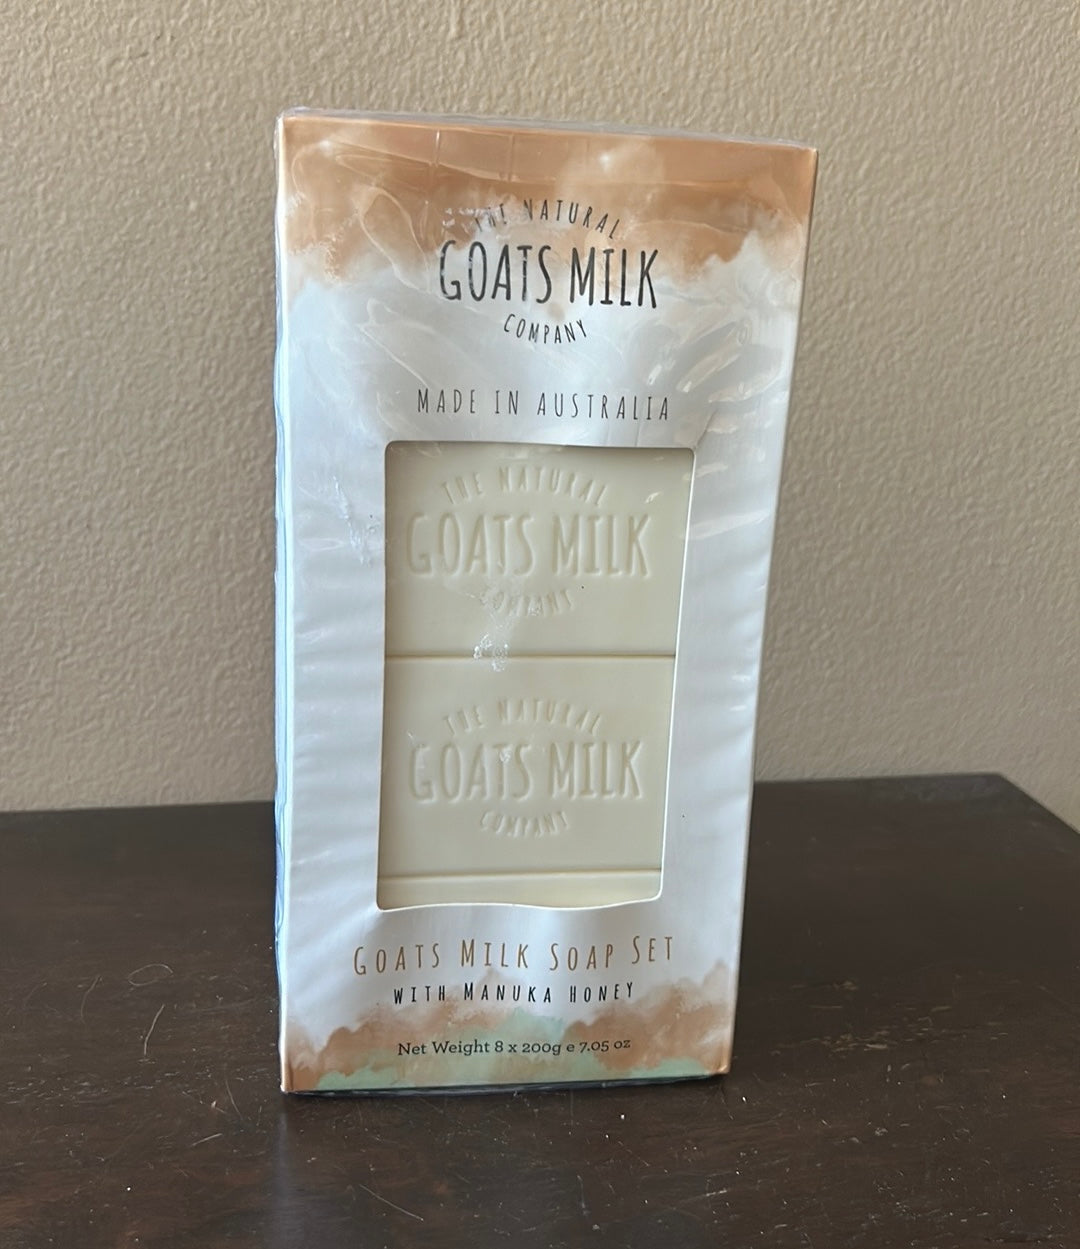 THE NATURAL
GOATS MILK
COMPANY
MADE IN AUSTRALIA
THE NATURAL
GOATS MILK
COMPANY
THE NATURAL
GOATS MILK
COMPANY
GOATS MILK SOAP SET
WITH MANUKA HONEY
Net Weight 8 x 200g e 7.05 oz